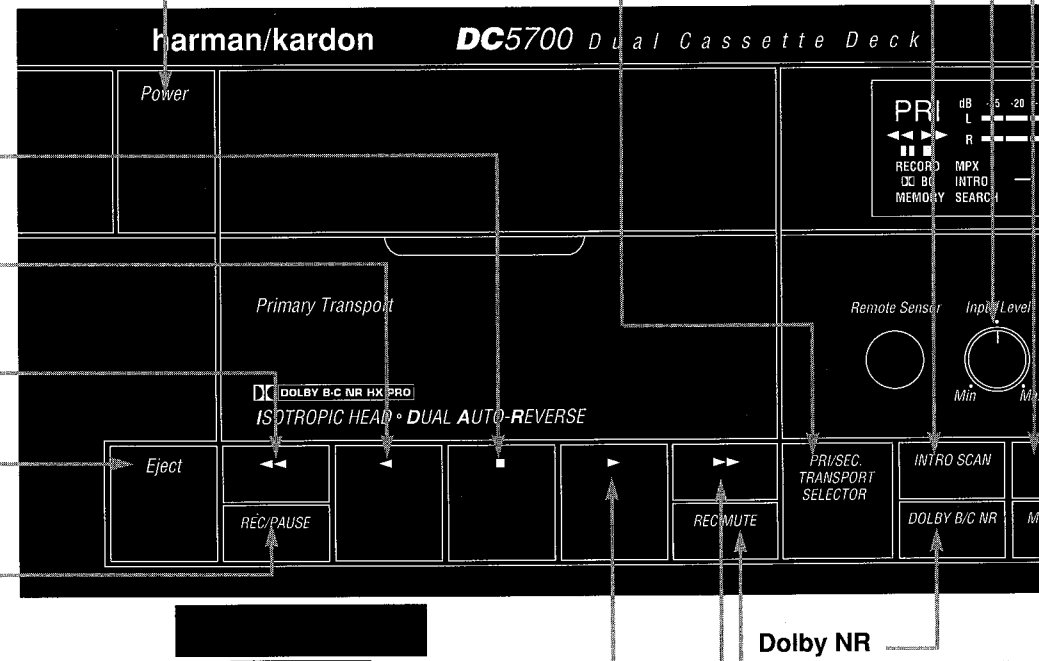 harman/kardon
DC5700 Dual Cassette Deck
Power
PRI
dB -20
L
R
RECORD MPX
BC INTRO
MEMORY SEARCH
Primary Transport
Remote Sensor
Input Level
Min
DOLBY B·C NR HX PRO
ISOTROPIC HEAD • DUAL AUTO-REVERSE
Eject
PRI/SEC. TRANSPORT SELECTOR
INTRO SCAN
REC/PAUSE
REC MUTE
DOLBY B/C NR
Dolby NR